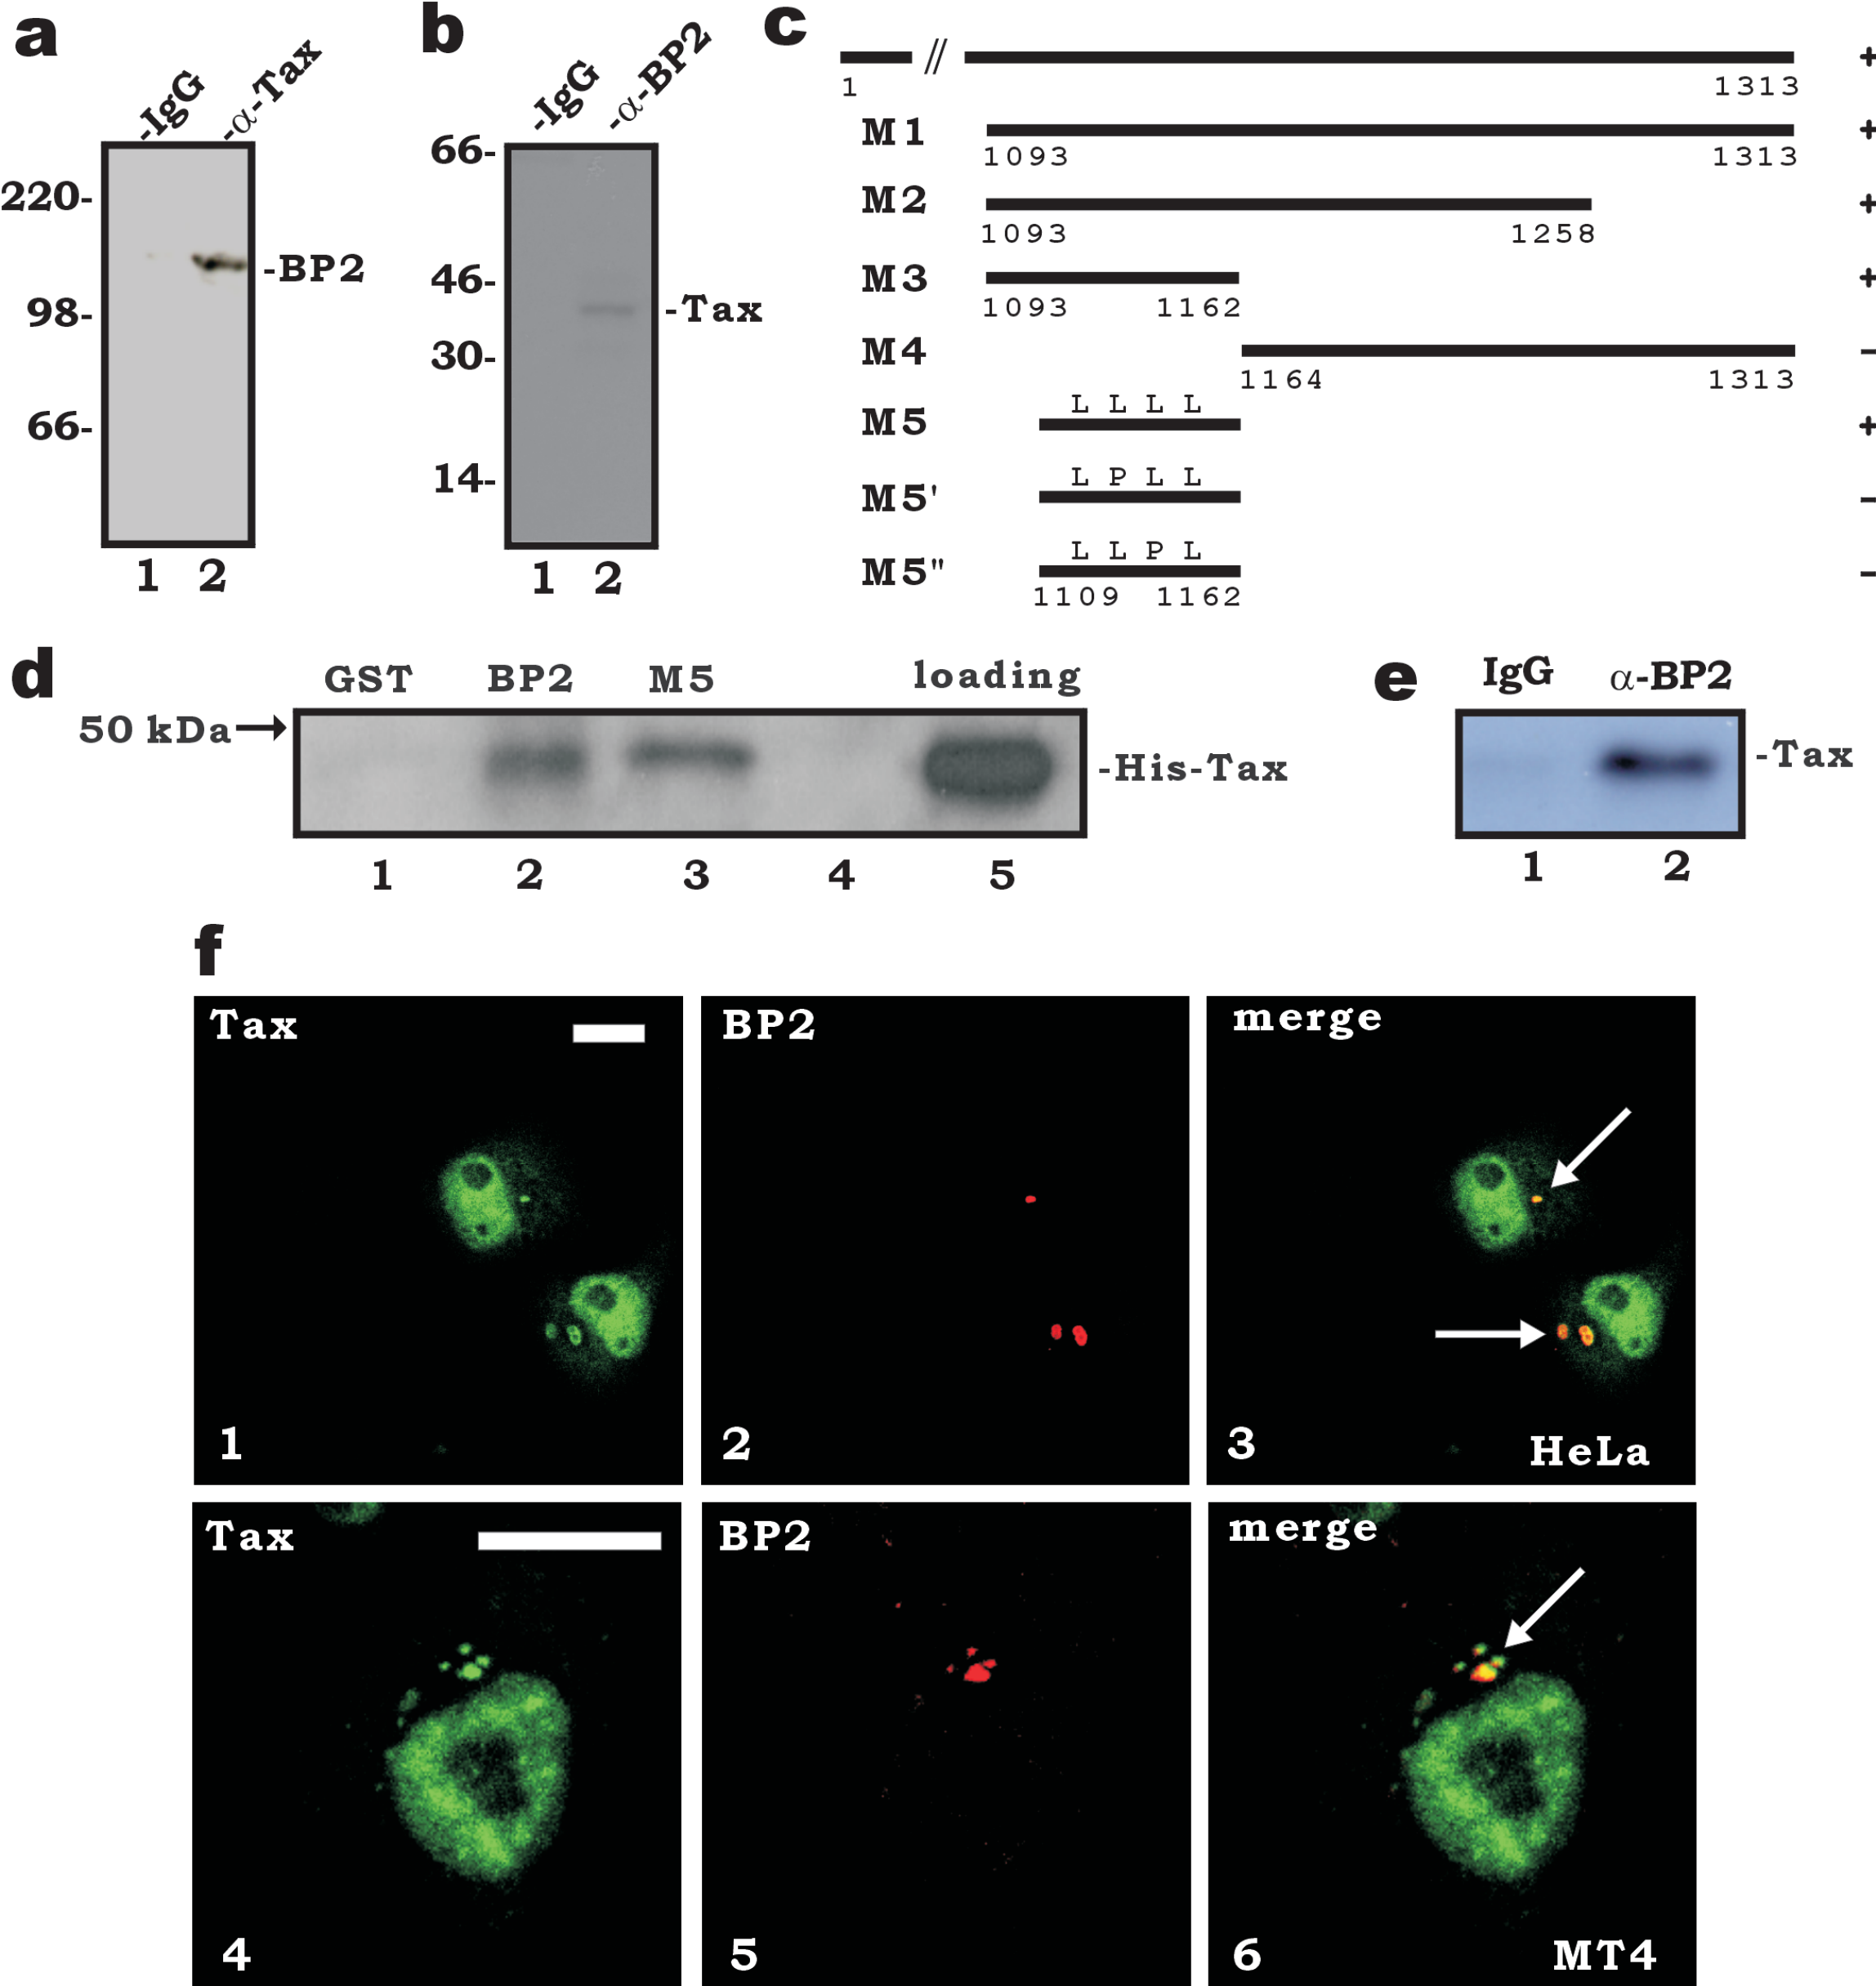 a
-IgG
-α-Tax
220-
98-
66-
-BP2
1 2
b
-IgG
-α-BP2
66-
46-
30-
14-
-Tax
1 2
c
//
+
1 1313
M1 +
1093 1313
M2 +
1093 1258
M3 +
1093 1162
M4 –
1164 1313
L L L L
M5 +
L P L L
M5' –
L L P L
M5" –
1109 1162
d
GST BP2 M5 loading
50 kDa→
-His-Tax
1 2 3 4 5
e
IgG α-BP2
-Tax
1 2
f
Tax
1
BP2
2
merge
3 HeLa
Tax
4
BP2
5
merge
6 MT4